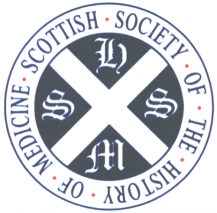 SCOTTISH · SOCIETY · OF · THE · HISTORY · OF · MEDICINE ·
H
S S
M